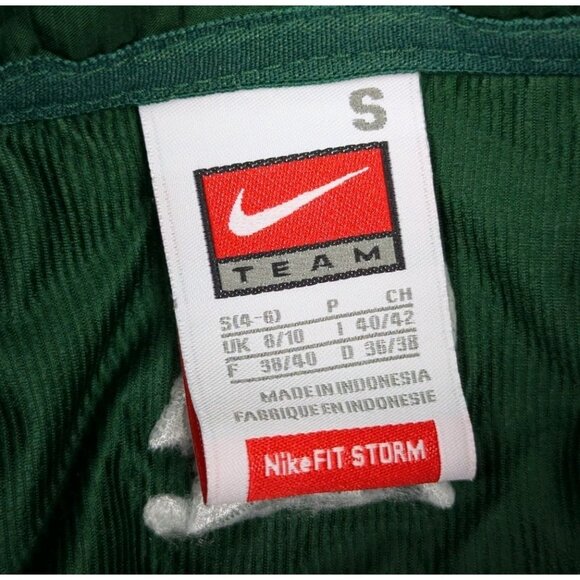 S
TEAM
S(4-6) P CH
UK 8/10 I 40/42
F 38/40 D 36/38
MADE IN INDONESIA
FABRIQUE EN INDONESIE
NikeFIT STORM